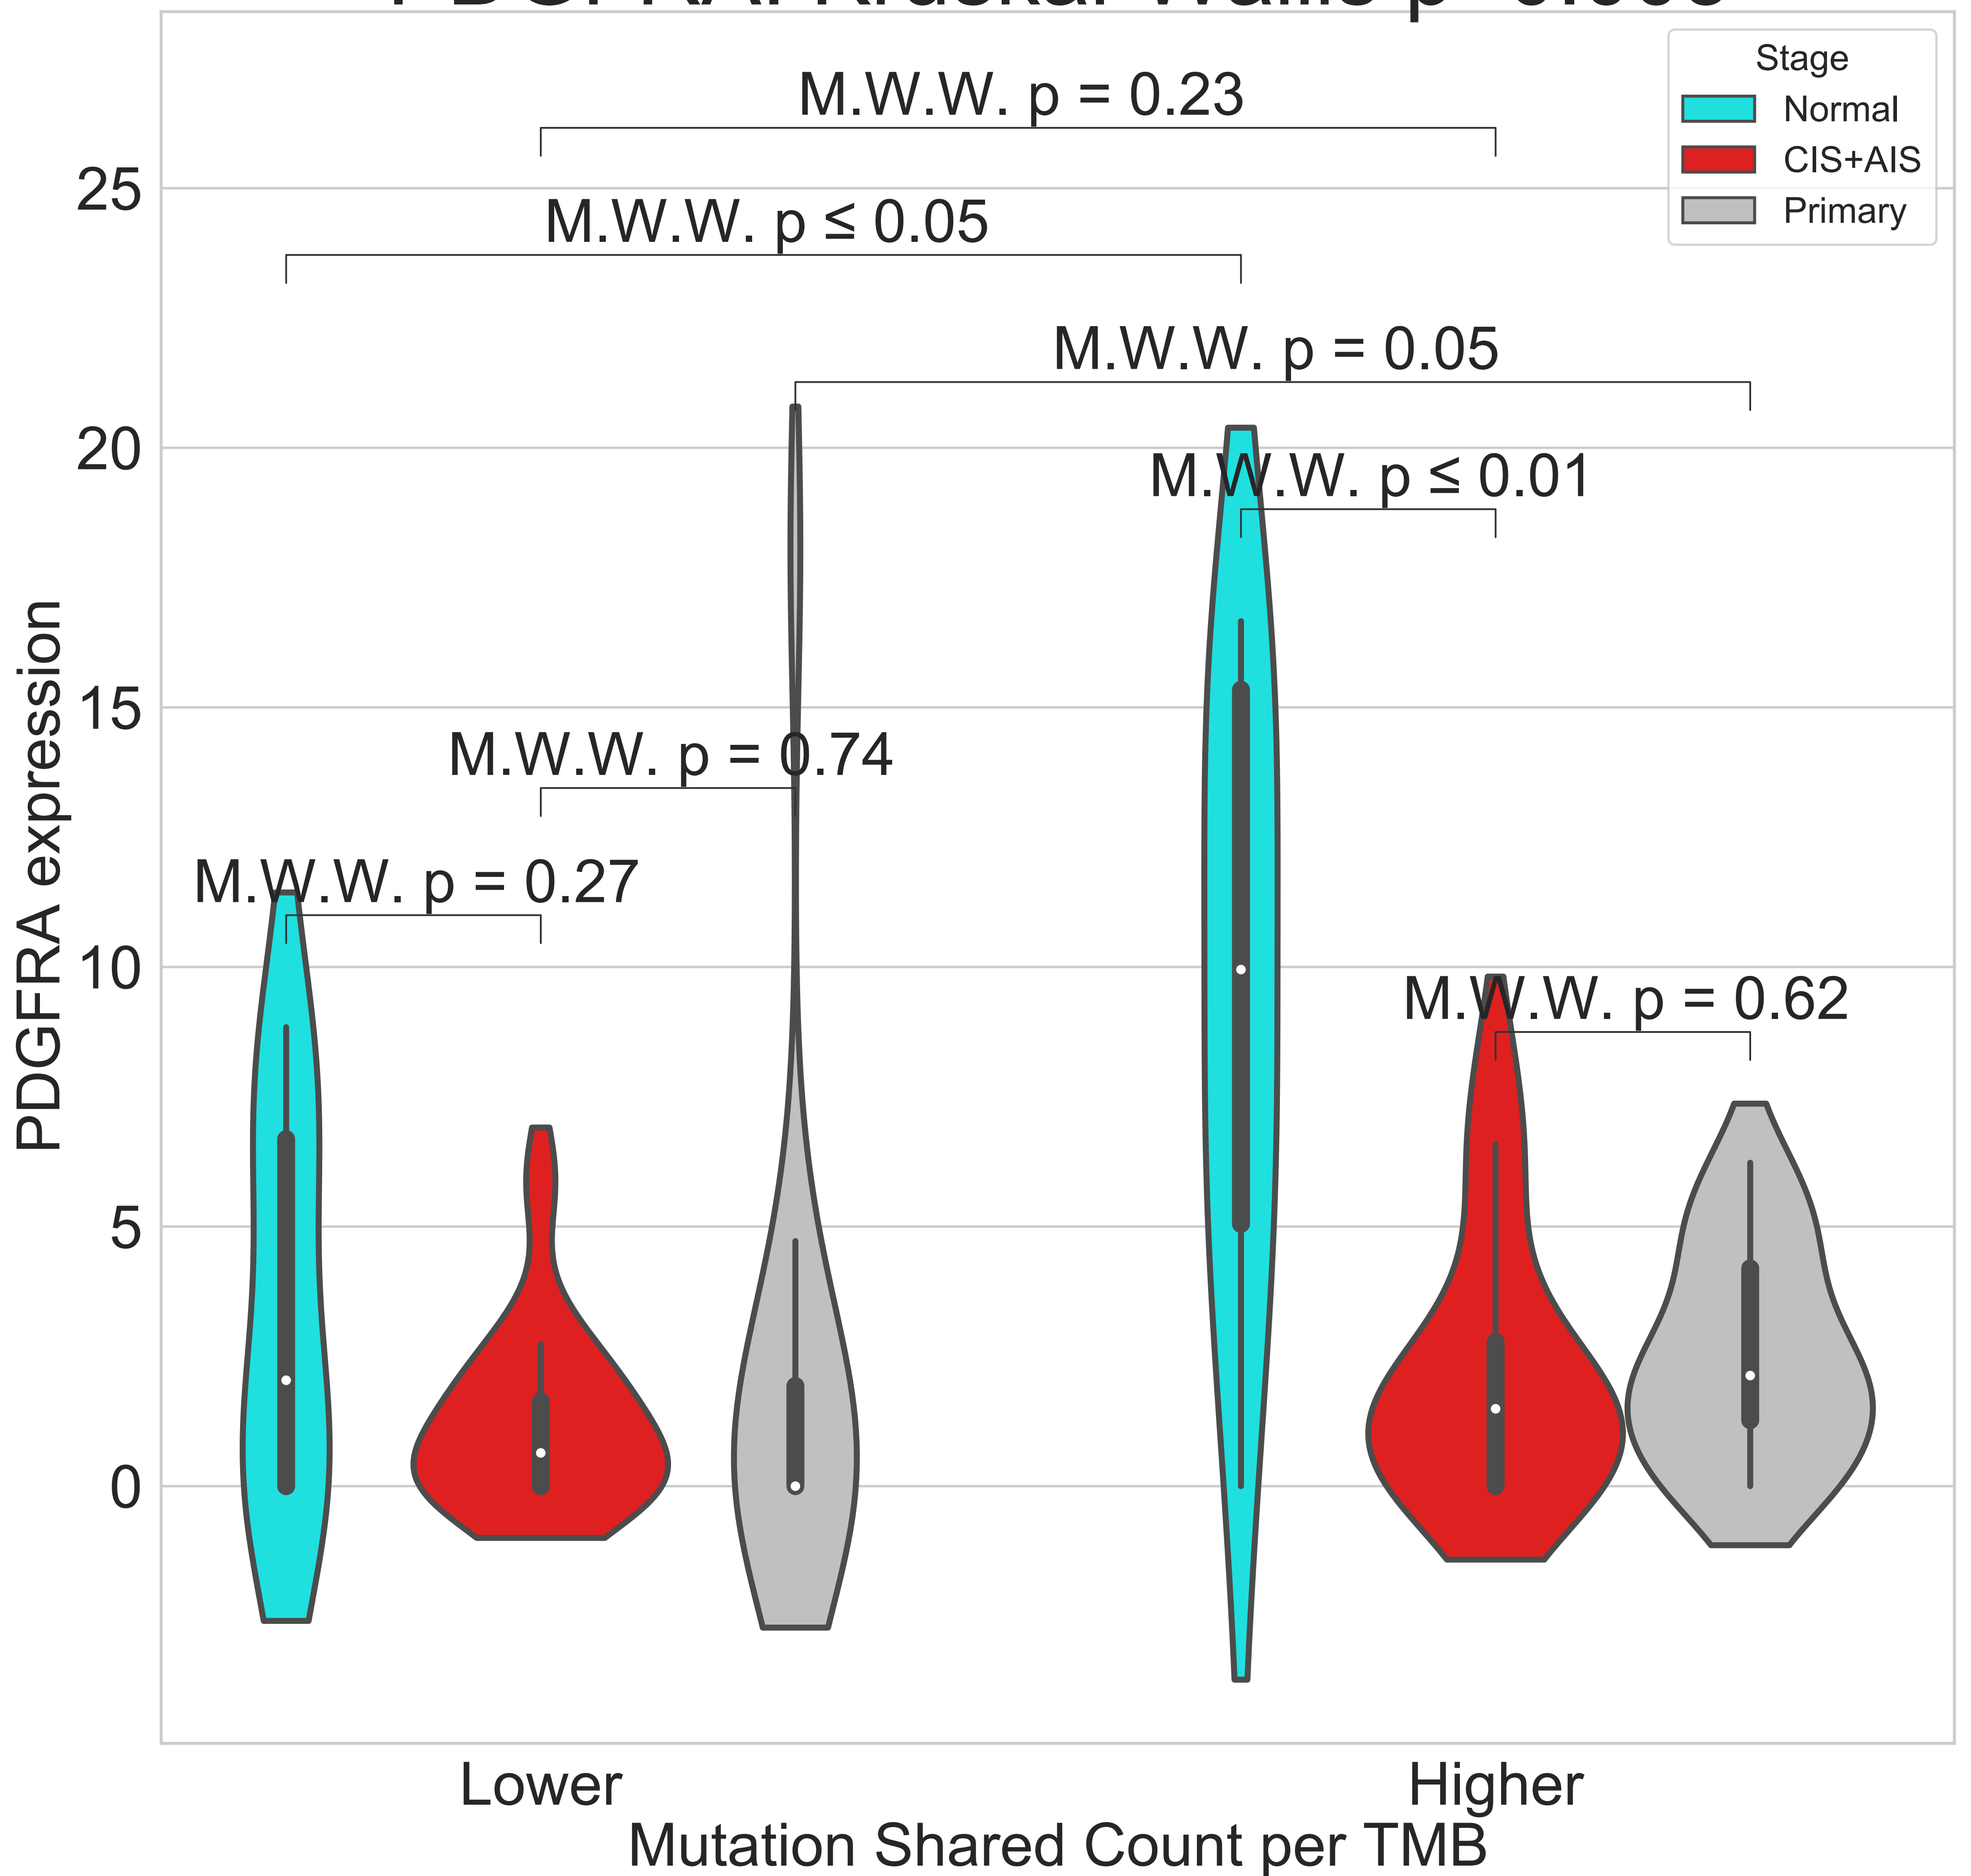 Stage
Normal
CIS+AIS
Primary
M.W.W. p = 0.23
M.W.W. p ≤ 0.05
M.W.W. p = 0.05
M.W.W. p ≤ 0.01
M.W.W. p = 0.74
M.W.W. p = 0.27
M.W.W. p = 0.62
PDGFRA expression
25
20
15
10
5
0
Lower
Higher
Mutation Shared Count per TMB